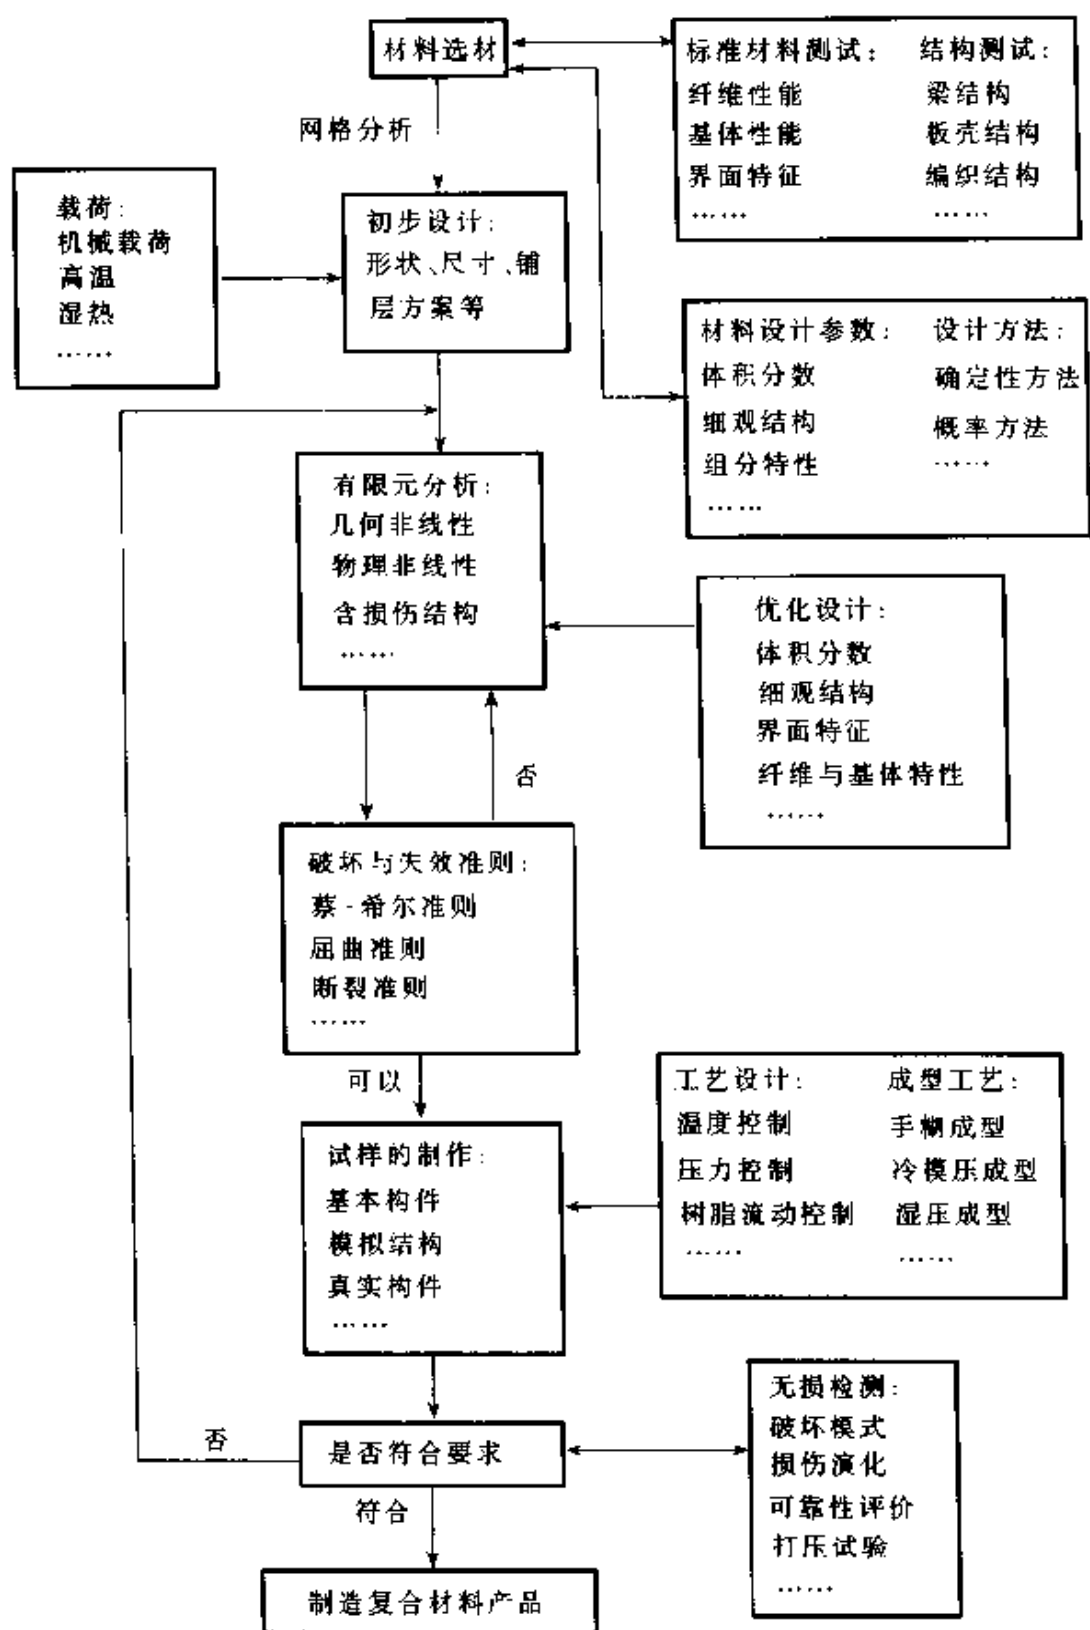 材料选材
标准材料测试：
纤维性能
基体性能
界面特征
……
结构测试：
梁结构
板壳结构
编织结构
……
网格分析
载荷：
机械载荷
高温
湿热
……
初步设计：
形状、尺寸、铺
层方案等
材料设计参数：
体积分数
细观结构
组分特性
……
设计方法：
确定性方法
概率方法
……
有限元分析：
几何非线性
物理非线性
含损伤结构
……
优化设计：
体积分数
细观结构
界面特征
纤维与基体特性
……
否
破坏与失效准则：
蔡-希尔准则
屈曲准则
断裂准则
……
可以
工艺设计：
温度控制
压力控制
树脂流动控制
……
成型工艺：
手糊成型
冷模压成型
湿压成型
……
试样的制作：
基本构件
模拟结构
真实构件
……
否
是否符合要求
无损检测：
破坏模式
损伤演化
可靠性评价
打压试验
……
符合
制造复合材料产品